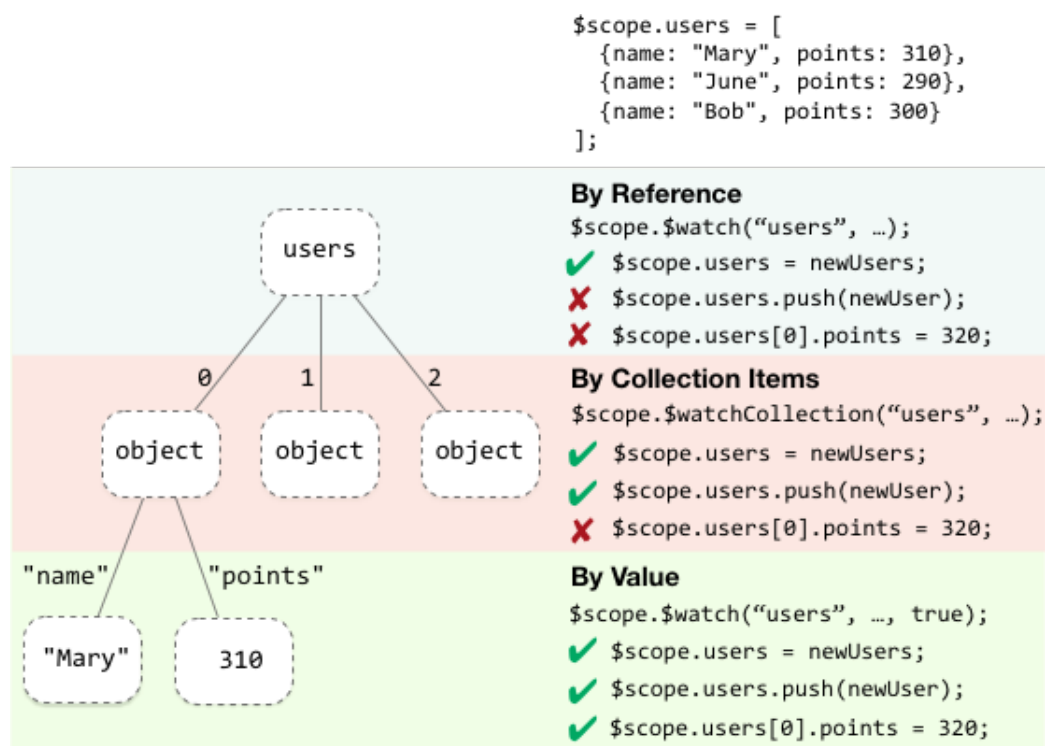 $scope.users = [
{name: "Mary", points: 310},
{name: "June", points: 290},
{name: "Bob", points: 300}
];
By Reference
$scope.$watch(“users”, …);
✔ $scope.users = newUsers;
✘ $scope.users.push(newUser);
✘ $scope.users[0].points = 320;
users
0 1 2
By Collection Items
$scope.$watchCollection(“users”, …);
✔ $scope.users = newUsers;
✔ $scope.users.push(newUser);
✘ $scope.users[0].points = 320;
object object object
"name" "points"
By Value
$scope.$watch(“users”, …, true);
✔ $scope.users = newUsers;
✔ $scope.users.push(newUser);
✔ $scope.users[0].points = 320;
"Mary" 310